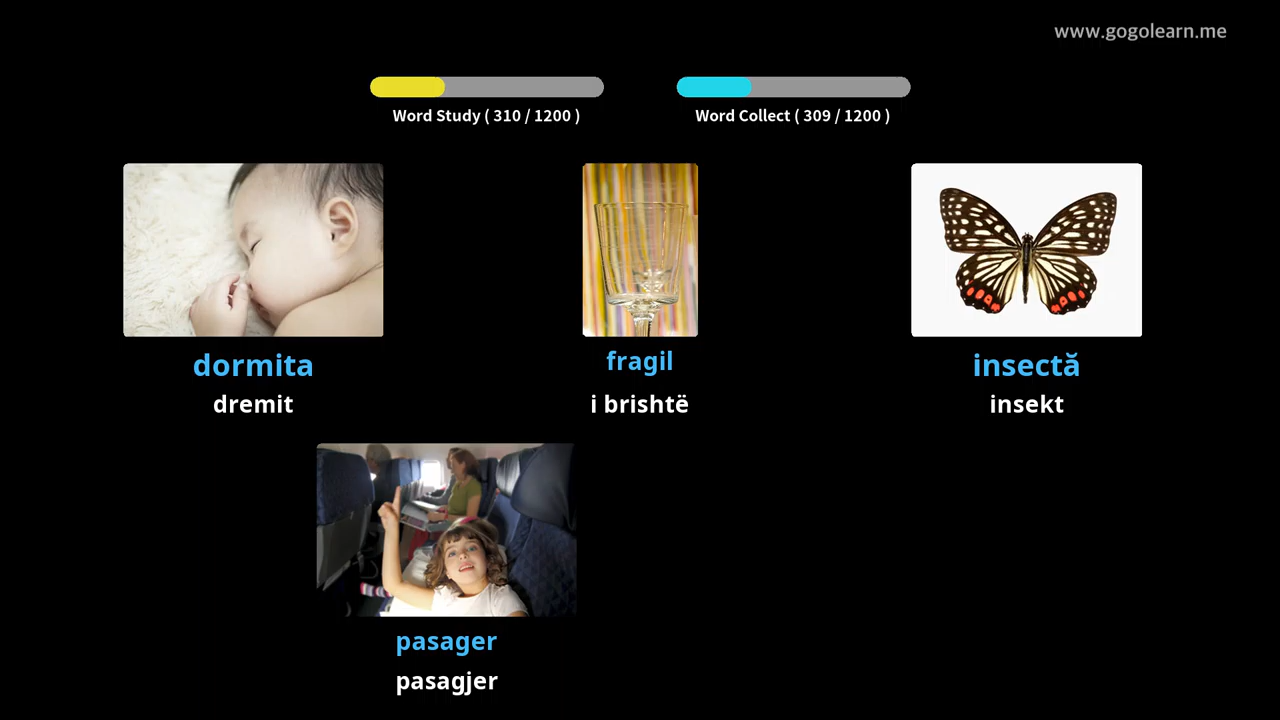 www.gogolearn.me
Word Study ( 310 / 1200 )
Word Collect ( 309 / 1200 )
dormita
dremit
fragil
i brishtë
insectă
insekt
pasager
pasagjer